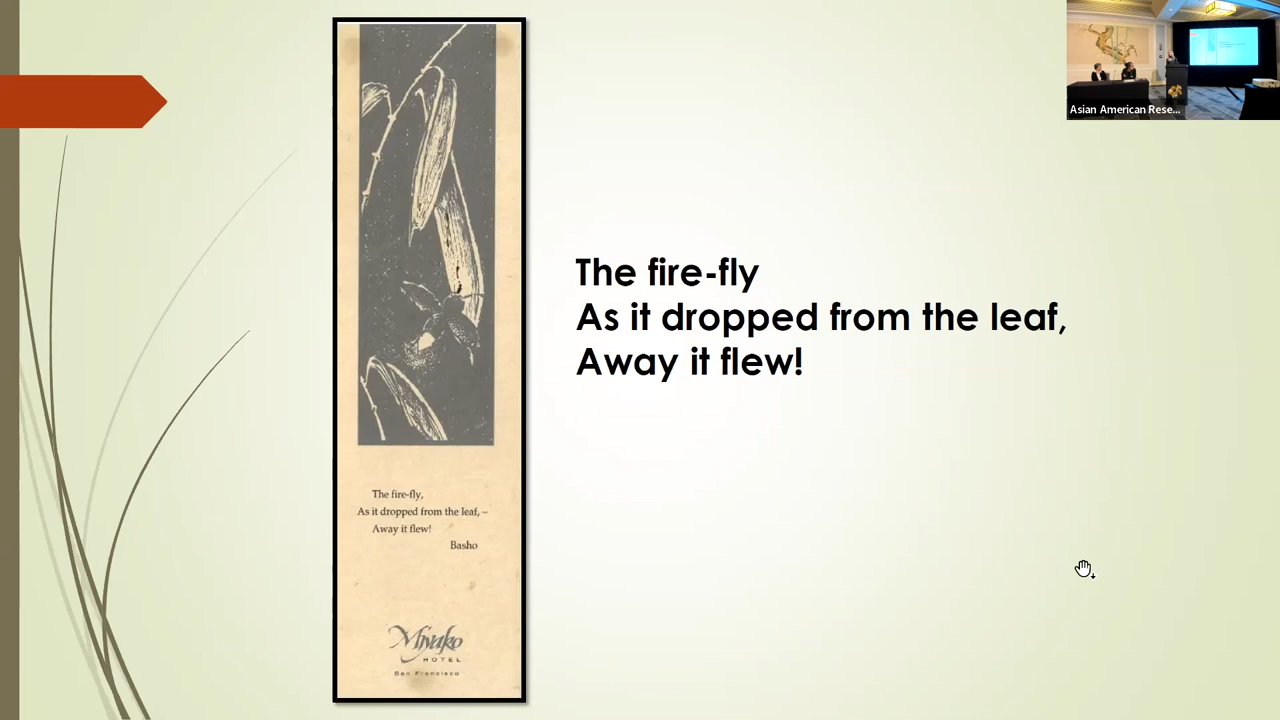 The fire-fly
As it dropped from the leaf,
Away it flew!
The fire-fly,
As it dropped from the leaf, –
Away it flew!
Basho
Miyako
HOTEL
San Francisco
Asian American Rese...